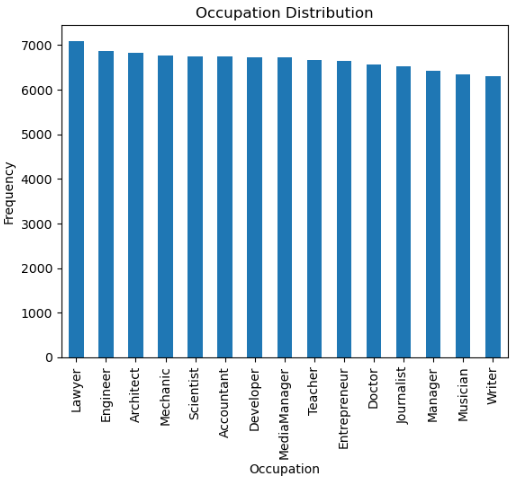 Occupation Distribution
7000
6000
5000
4000
3000
2000
1000
0
Frequency
Lawyer
Engineer
Architect
Mechanic
Scientist
Accountant
Developer
MediaManager
Teacher
Entrepreneur
Doctor
Journalist
Manager
Musician
Writer
Occupation